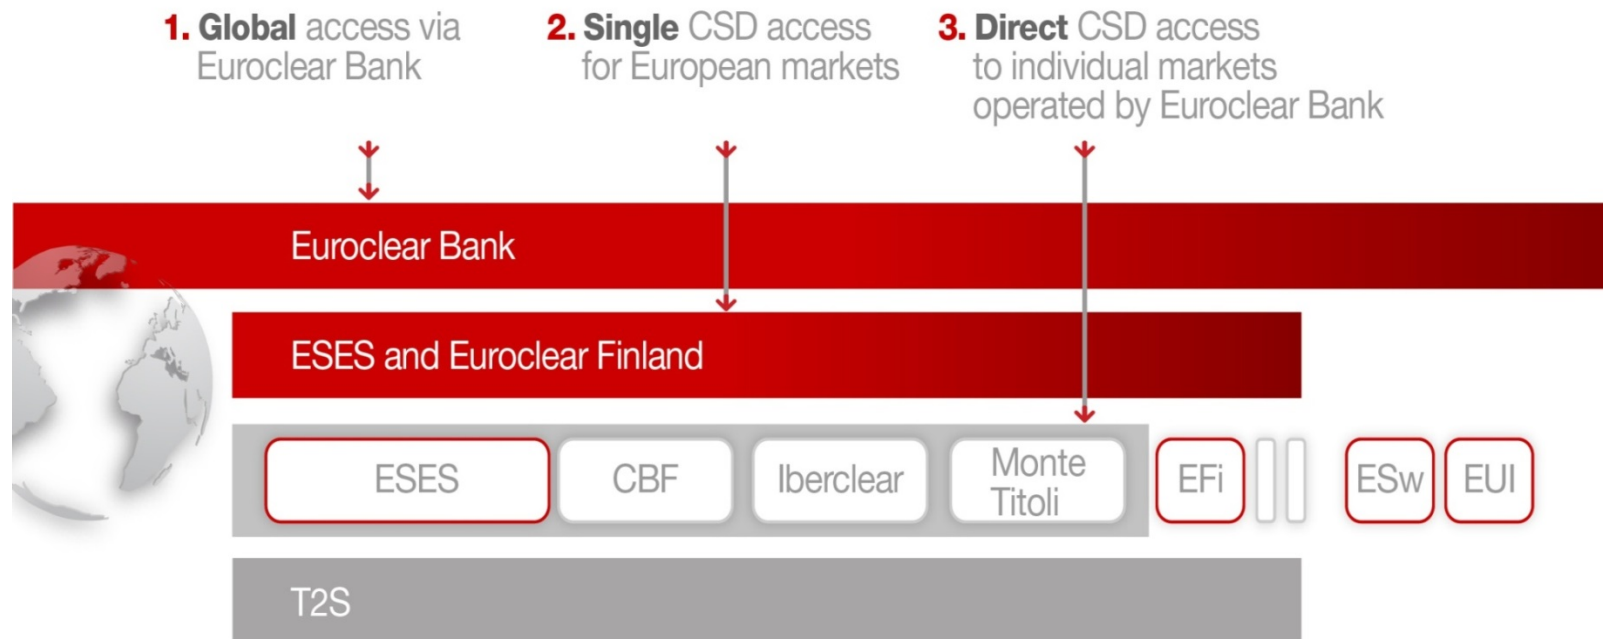 1. Global access via
Euroclear Bank
2. Single CSD access
for European markets
3. Direct CSD access
to individual markets
operated by Euroclear Bank
Euroclear Bank
ESES and Euroclear Finland
ESES
CBF
Iberclear
Monte
Titoli
EFi
ESw
EUI
T2S